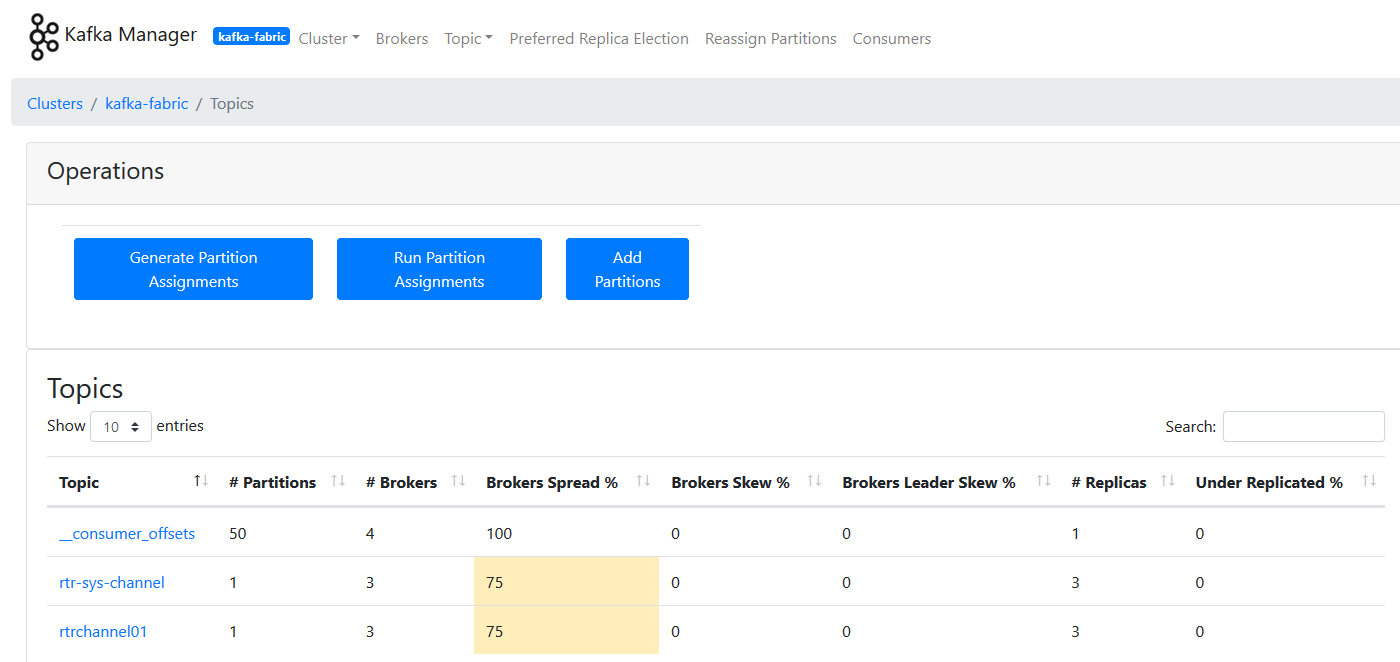 Kafka Manager kafka-fabric Cluster Brokers Topic Preferred Replica Election Reassign Partitions Consumers
Clusters / kafka-fabric / Topics
Operations
Generate Partition Assignments
Run Partition Assignments
Add Partitions
Topics
Show 10 entries
Search:
Topic # Partitions # Brokers Brokers Spread % Brokers Skew % Brokers Leader Skew % # Replicas Under Replicated %
__consumer_offsets 50 4 100 0 0 1 0
rtr-sys-channel 1 3 75 0 0 3 0
rtrchannel01 1 3 75 0 0 3 0